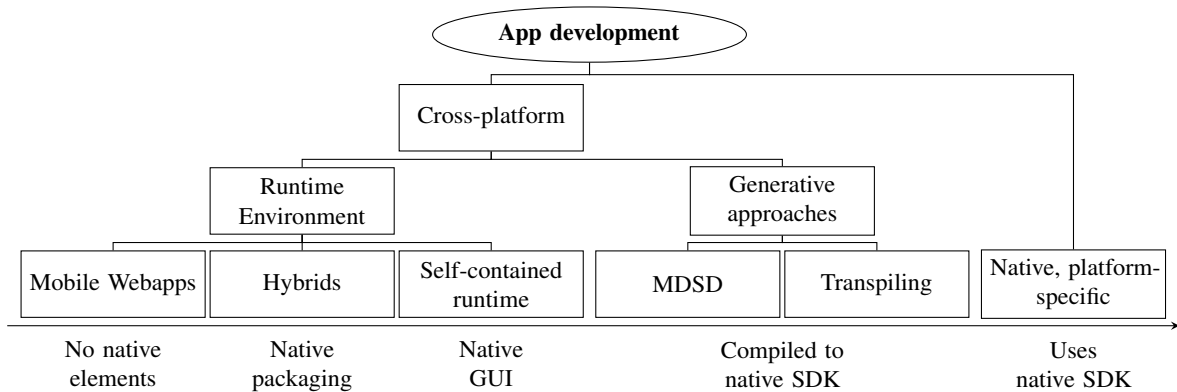 App development
Cross-platform
Runtime
Environment
Generative
approaches
Mobile Webapps
Hybrids
Self-contained
runtime
MDSD
Transpiling
Native, platform-
specific
No native
elements
Native
packaging
Native
GUI
Compiled to
native SDK
Uses
native SDK